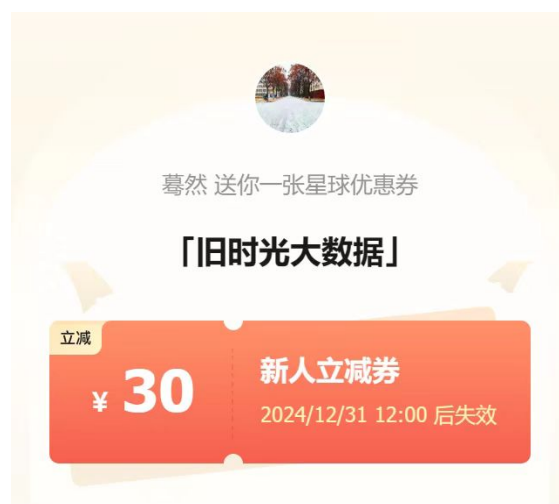 蓦然 送你一张星球优惠券
「旧时光大数据」
立减
¥ 30
新人立减券
2024/12/31 12:00 后失效